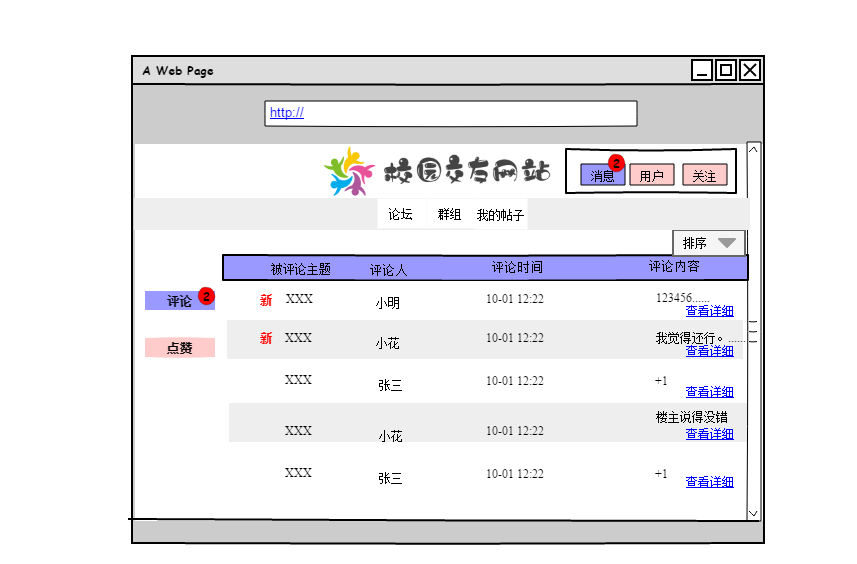 A Web Page
http://
校园交友网站
消息 2 用户 关注
论坛 群组 我的帖子
排序
被评论主题 评论人 评论时间 评论内容
评论 2
点赞
新 XXX 小明 10-01 12:22 123456......
查看详细
新 XXX 小花 10-01 12:22 我觉得还行。......
查看详细
XXX 张三 10-01 12:22 +1
查看详细
XXX 小花 10-01 12:22 楼主说得没错
查看详细
XXX 张三 10-01 12:22 +1
查看详细